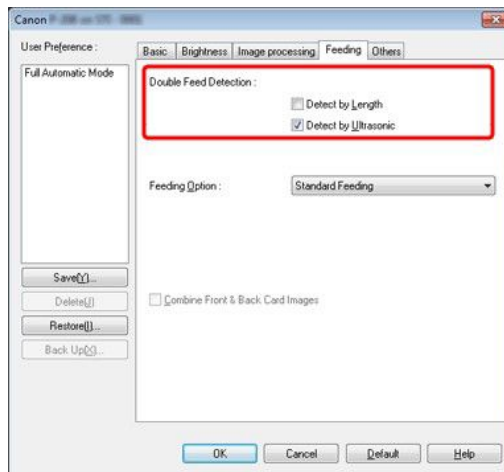 Canon
User Preference :
Full Automatic Mode
Save(Y)...
Delete(J)
Restore(I)...
Back Up(X)...
Basic Brightness Image processing Feeding Others
Double Feed Detection :
Detect by Length
Detect by Ultrasonic
Feeding Option : Standard Feeding
Combine Front & Back Card Images
OK Cancel Default Help